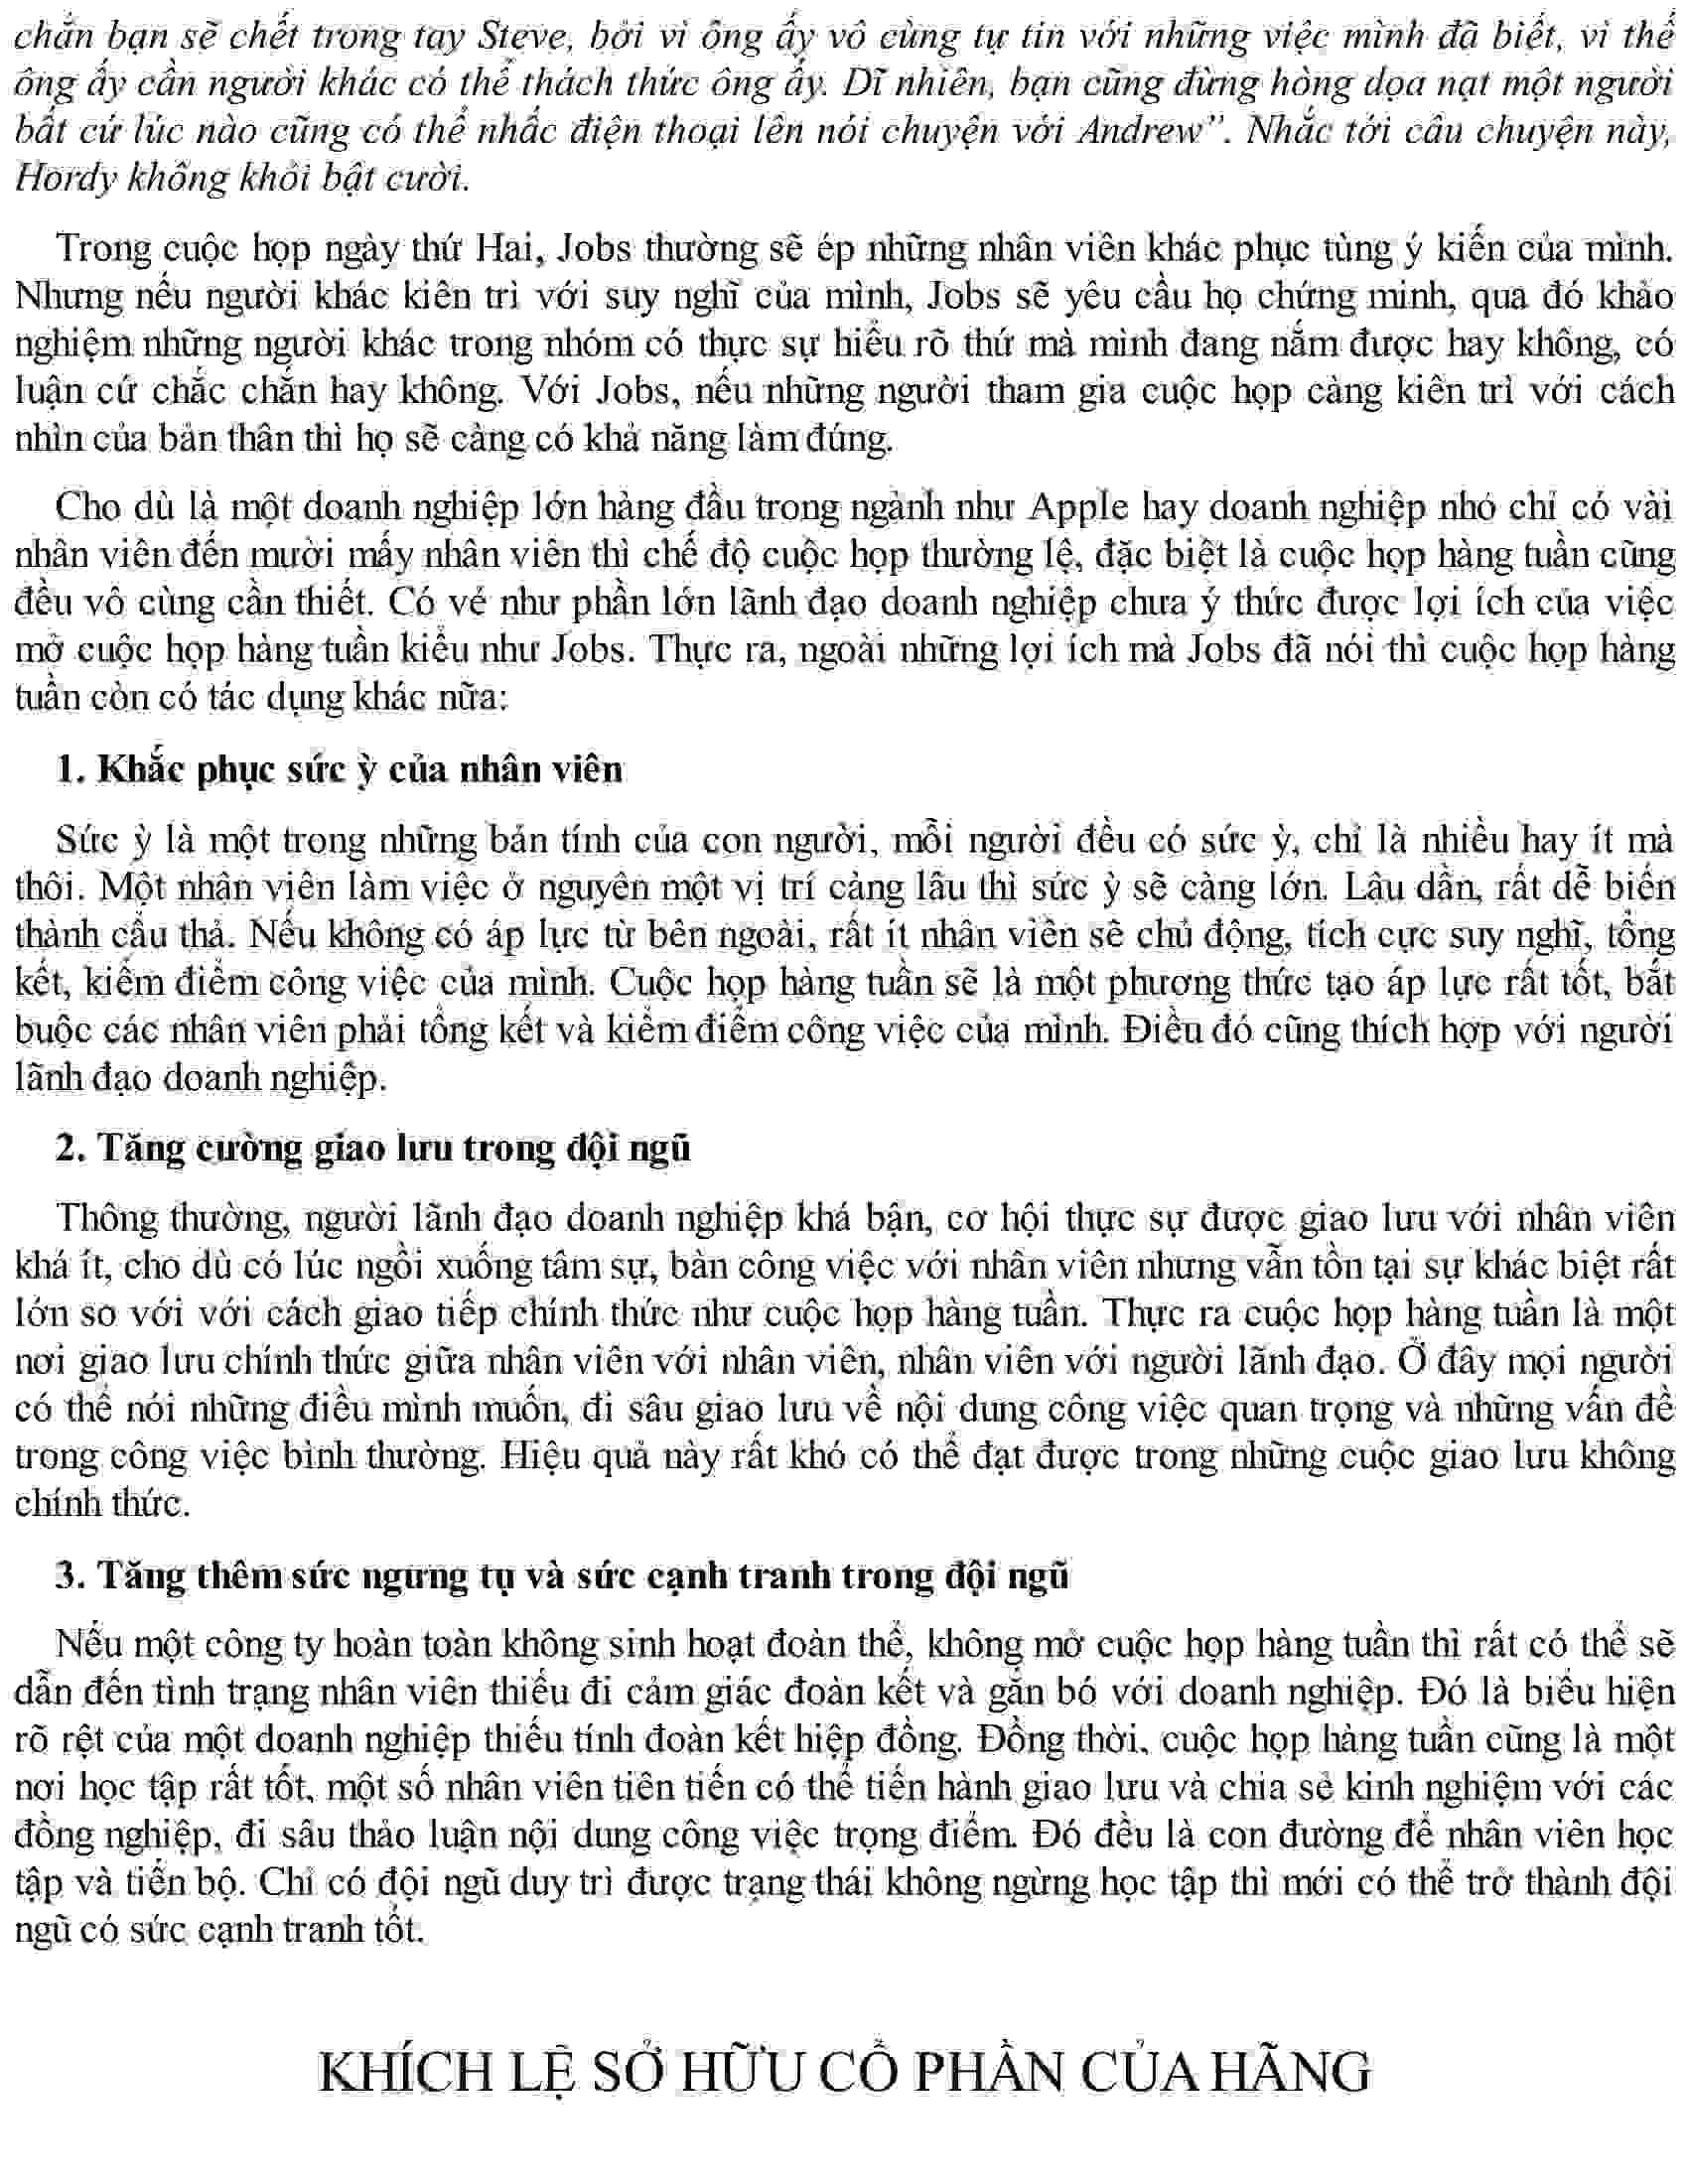 chắn bạn sẽ chết trong tay Steve, bởi vì ông ấy vô cùng tự tin với những việc mình đã biết, vì thế
ông ấy cần người khác có thể thách thức ông ấy. Dĩ nhiên, bạn cũng đừng hòng dọa nạt một người
bất cứ lúc nào cũng có thể nhấc điện thoại lên nói chuyện với Andrew”. Nhắc tới câu chuyện này,
Hordy không khỏi bật cười.
Trong cuộc họp ngày thứ Hai, Jobs thường sẽ ép những nhân viên khác phục tùng ý kiến của mình.
Nhưng nếu người khác kiên trì với suy nghĩ của mình, Jobs sẽ yêu cầu họ chứng minh, qua đó khảo
nghiệm những người khác trong nhóm có thực sự hiểu rõ thứ mà mình đang nắm được hay không, có
luận cứ chắc chắn hay không. Với Jobs, nếu những người tham gia cuộc họp càng kiên trì với cách
nhìn của bản thân thì họ sẽ càng có khả năng làm đúng.
Cho dù là một doanh nghiệp lớn hàng đầu trong ngành như Apple hay doanh nghiệp nhỏ chỉ có vài
nhân viên đến mười mấy nhân viên thì chế độ cuộc họp thường lệ, đặc biệt là cuộc họp hàng tuần cũng
đều vô cùng cần thiết. Có vẻ như phần lớn lãnh đạo doanh nghiệp chưa ý thức được lợi ích của việc
mở cuộc họp hàng tuần kiểu như Jobs. Thực ra, ngoài những lợi ích mà Jobs đã nói thì cuộc họp hàng
tuần còn có tác dụng khác nữa:
1. Khắc phục sức ỳ của nhân viên
Sức ỳ là một trong những bản tính của con người, mỗi người đều có sức ỳ, chỉ là nhiều hay ít mà
thôi. Một nhân viên làm việc ở nguyên một vị trí càng lâu thì sức ỳ sẽ càng lớn. Lâu dần, rất dễ biến
thành cẩu thả. Nếu không có áp lực từ bên ngoài, rất ít nhân viên sẽ chủ động, tích cực suy nghĩ, tổng
kết, kiểm điểm công việc của mình. Cuộc họp hàng tuần sẽ là một phương thức tạo áp lực rất tốt, bắt
buộc các nhân viên phải tổng kết và kiểm điểm công việc của mình. Điều đó cũng thích hợp với người
lãnh đạo doanh nghiệp.
2. Tăng cường giao lưu trong đội ngũ
Thông thường, người lãnh đạo doanh nghiệp khá bận, cơ hội thực sự được giao lưu với nhân viên
khá ít, cho dù có lúc ngồi xuống tâm sự, bàn công việc với nhân viên nhưng vẫn tồn tại sự khác biệt rất
lớn so với với cách giao tiếp chính thức như cuộc họp hàng tuần. Thực ra cuộc họp hàng tuần là một
nơi giao lưu chính thức giữa nhân viên với nhân viên, nhân viên với người lãnh đạo. Ở đây mọi người
có thể nói những điều mình muốn, đi sâu giao lưu về nội dung công việc quan trọng và những vấn đề
trong công việc bình thường. Hiệu quả này rất khó có thể đạt được trong những cuộc giao lưu không
chính thức.
3. Tăng thêm sức ngưng tụ và sức cạnh tranh trong đội ngũ
Nếu một công ty hoàn toàn không sinh hoạt đoàn thể, không mở cuộc họp hàng tuần thì rất có thể sẽ
dẫn đến tình trạng nhân viên thiếu đi cảm giác đoàn kết và gắn bó với doanh nghiệp. Đó là biểu hiện
rõ rệt của một doanh nghiệp thiếu tính đoàn kết hiệp đồng. Đồng thời, cuộc họp hàng tuần cũng là một
nơi học tập rất tốt, một số nhân viên tiên tiến có thể tiến hành giao lưu và chia sẻ kinh nghiệm với các
đồng nghiệp, đi sâu thảo luận nội dung công việc trọng điểm. Đó đều là con đường để nhân viên học
tập và tiến bộ. Chỉ có đội ngũ duy trì được trạng thái không ngừng học tập thì mới có thể trở thành đội
ngũ có sức cạnh tranh tốt.
KHÍCH LỆ SỞ HỮU CỔ PHẦN CỦA HÃNG